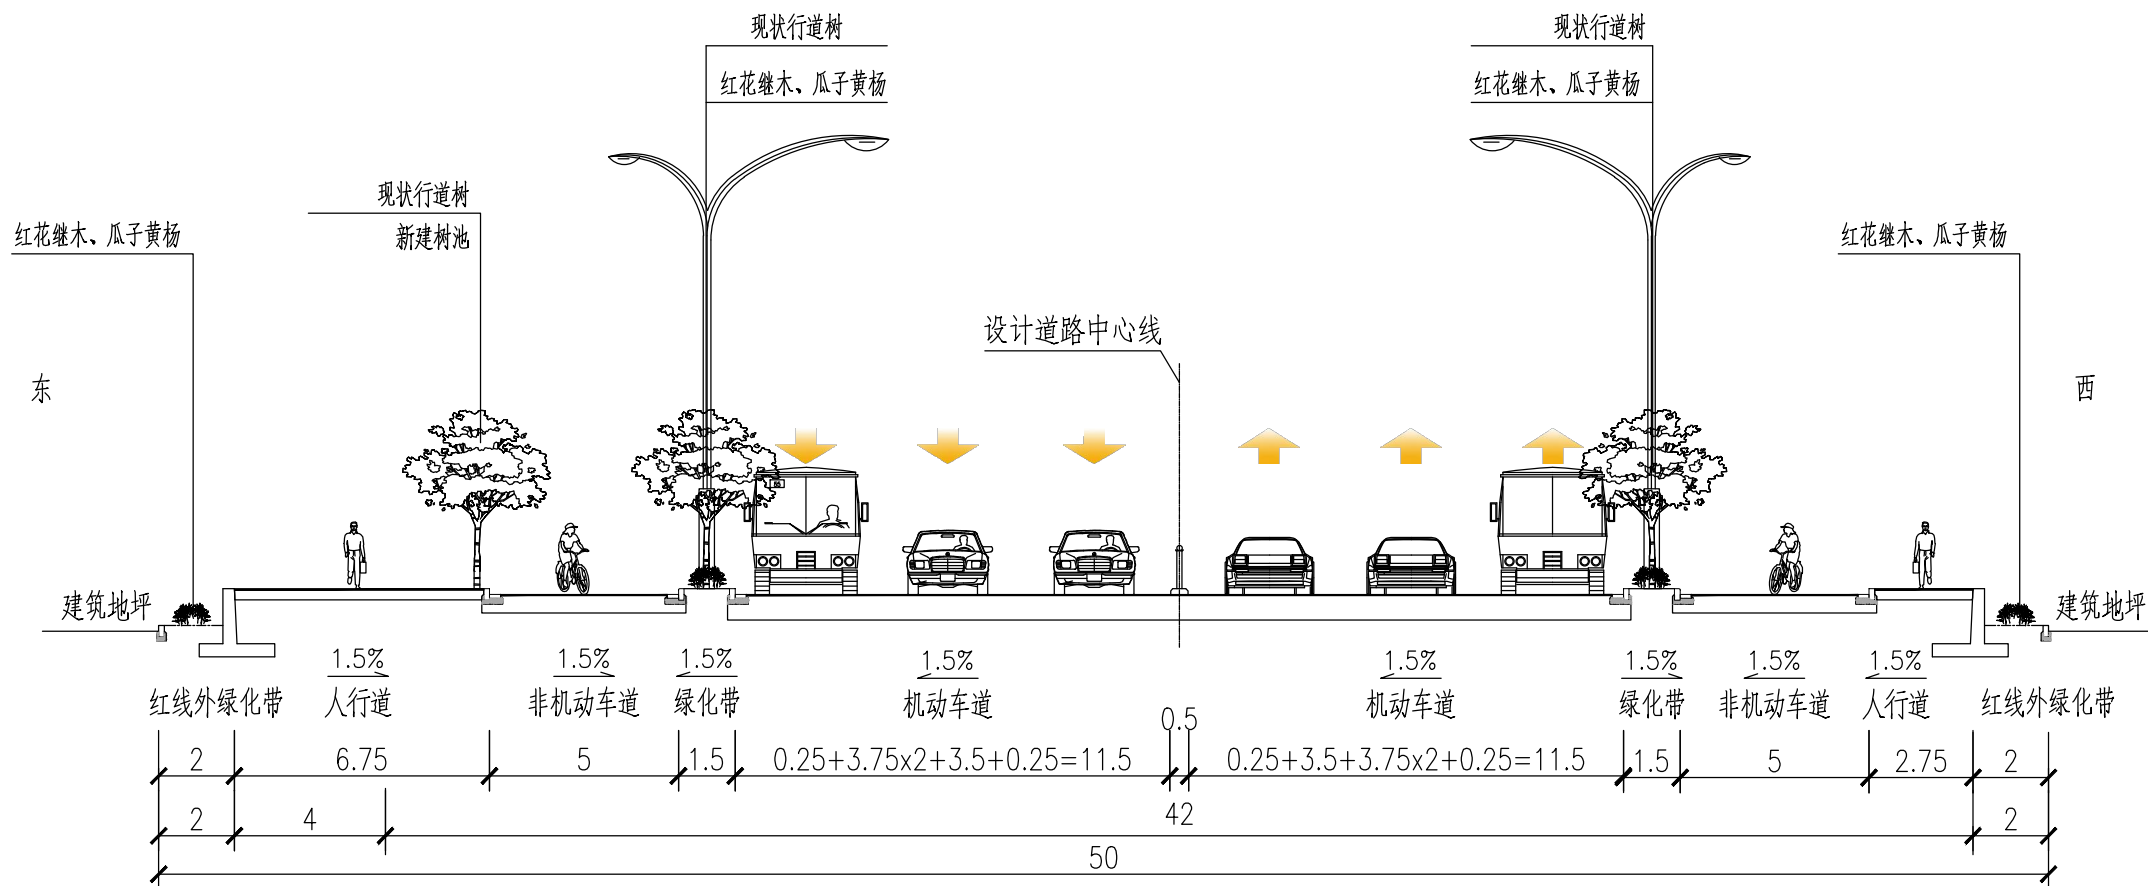 现状行道树
现状行道树
红花继木、瓜子黄杨
红花继木、瓜子黄杨
现状行道树
新建树池
红花继木、瓜子黄杨
红花继木、瓜子黄杨
设计道路中心线
东
西
建筑地坪
建筑地坪
1.5% 1.5% 1.5% 1.5% 1.5% 1.5% 1.5% 1.5%
红线外绿化带 人行道 非机动车道 绿化带 机动车道 机动车道 绿化带 非机动车道 人行道 红线外绿化带
0.5
2 6.75 5 1.5 0.25+3.75x2+3.5+0.25=11.5 0.25+3.5+3.75x2+0.25=11.5 1.5 5 2.75 2
2 4 42 2
50